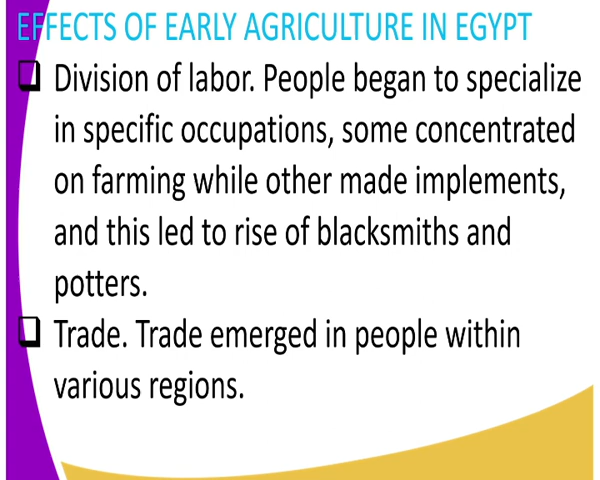 EFFECTS OF EARLY AGRICULTURE IN EGYPT
Division of labor. People began to specialize
in specific occupations, some concentrated
on farming while other made implements,
and this led to rise of blacksmiths and
potters.
Trade. Trade emerged in people within
various regions.